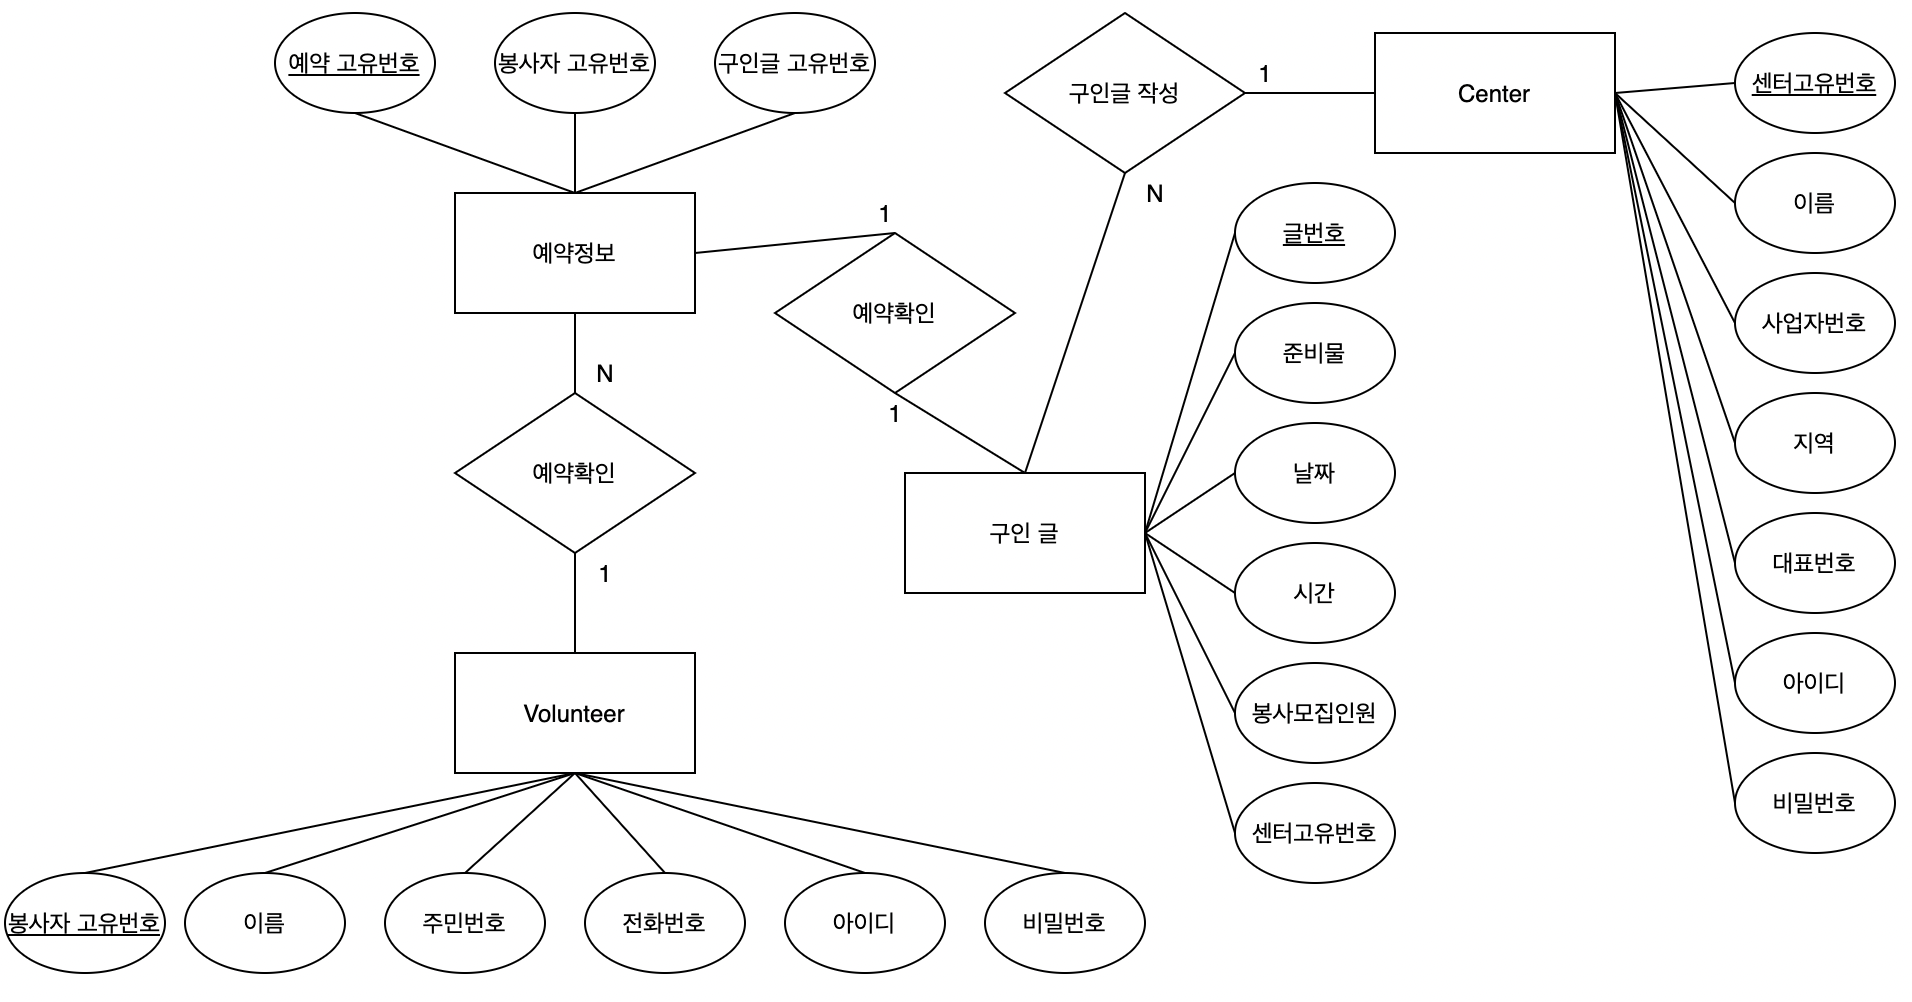 예약 고유번호
봉사자 고유번호
구인글 고유번호
구인글 작성
1
Center
센터고유번호
N
이름
예약정보
1
글번호
예약확인
사업자번호
준비물
N
1
지역
예약확인
날짜
구인 글
1
대표번호
시간
Volunteer
아이디
봉사모집인원
비밀번호
센터고유번호
봉사자 고유번호
이름
주민번호
전화번호
아이디
비밀번호